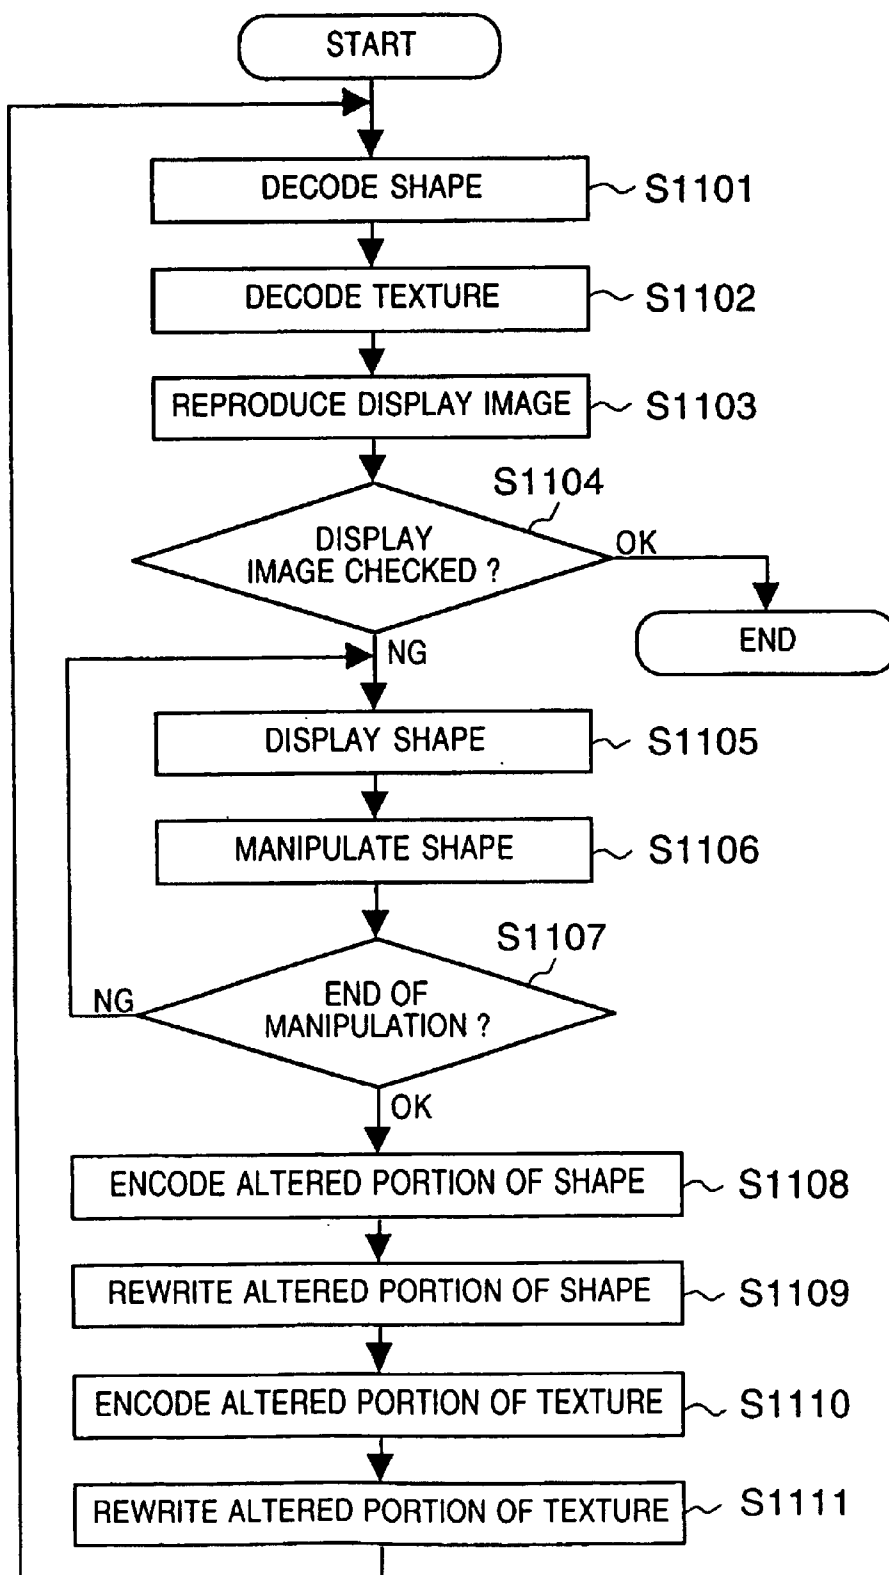 START
DECODE SHAPE
S1101
DECODE TEXTURE
S1102
REPRODUCE DISPLAY IMAGE
S1103
S1104
DISPLAY
IMAGE CHECKED ?
OK
END
NG
DISPLAY SHAPE
S1105
MANIPULATE SHAPE
S1106
S1107
NG
END OF
MANIPULATION ?
OK
ENCODE ALTERED PORTION OF SHAPE
S1108
REWRITE ALTERED PORTION OF SHAPE
S1109
ENCODE ALTERED PORTION OF TEXTURE
S1110
REWRITE ALTERED PORTION OF TEXTURE
S1111